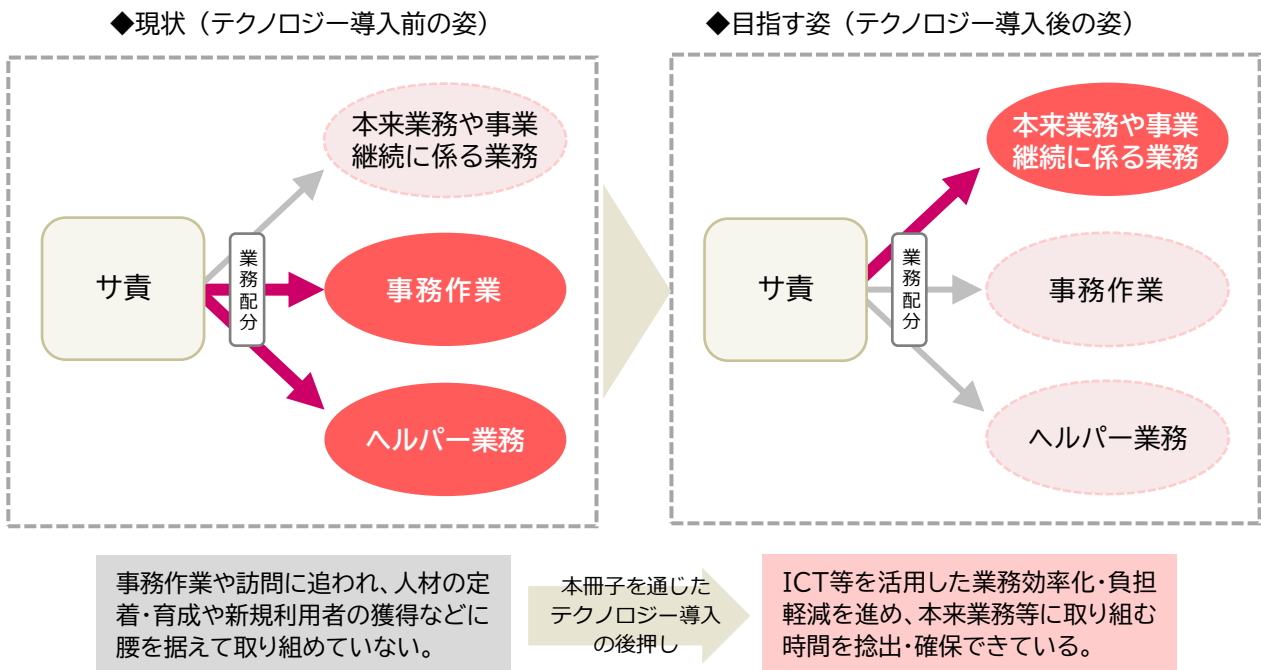 ◆現状（テクノロジー導入前の姿）
本来業務や事業
継続に係る業務
サ責
業務配分
事務作業
ヘルパー業務
事務作業や訪問に追われ、人材の定
着・育成や新規利用者の獲得などに
腰を据えて取り組めていない。
本冊子を通じた
テクノロジー導入
の後押し
◆目指す姿（テクノロジー導入後の姿）
本来業務や事業
継続に係る業務
サ責
業務配分
事務作業
ヘルパー業務
ICT等を活用した業務効率化・負担
軽減を進め、本来業務等に取り組む
時間を捻出・確保できている。